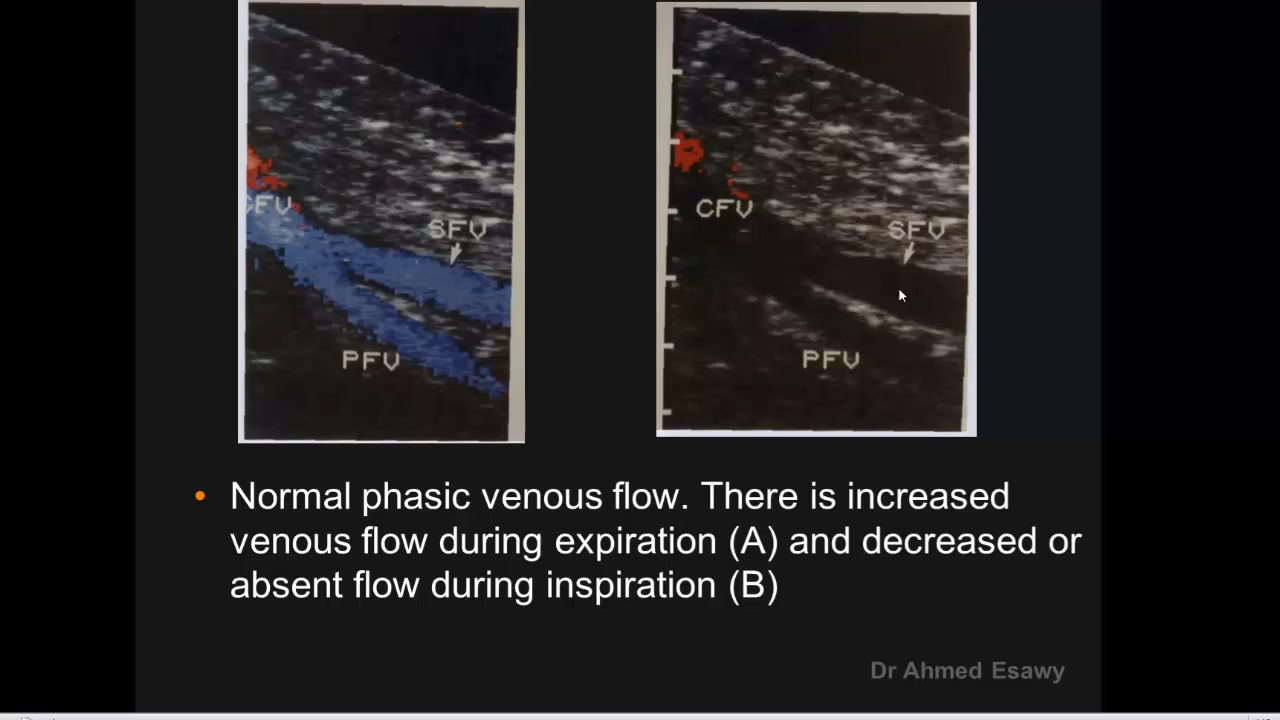 CFV
SFV
PFV
CFV
SFV
PFV
• Normal phasic venous flow. There is increased
venous flow during expiration (A) and decreased or
absent flow during inspiration (B)
Dr Ahmed Esawy